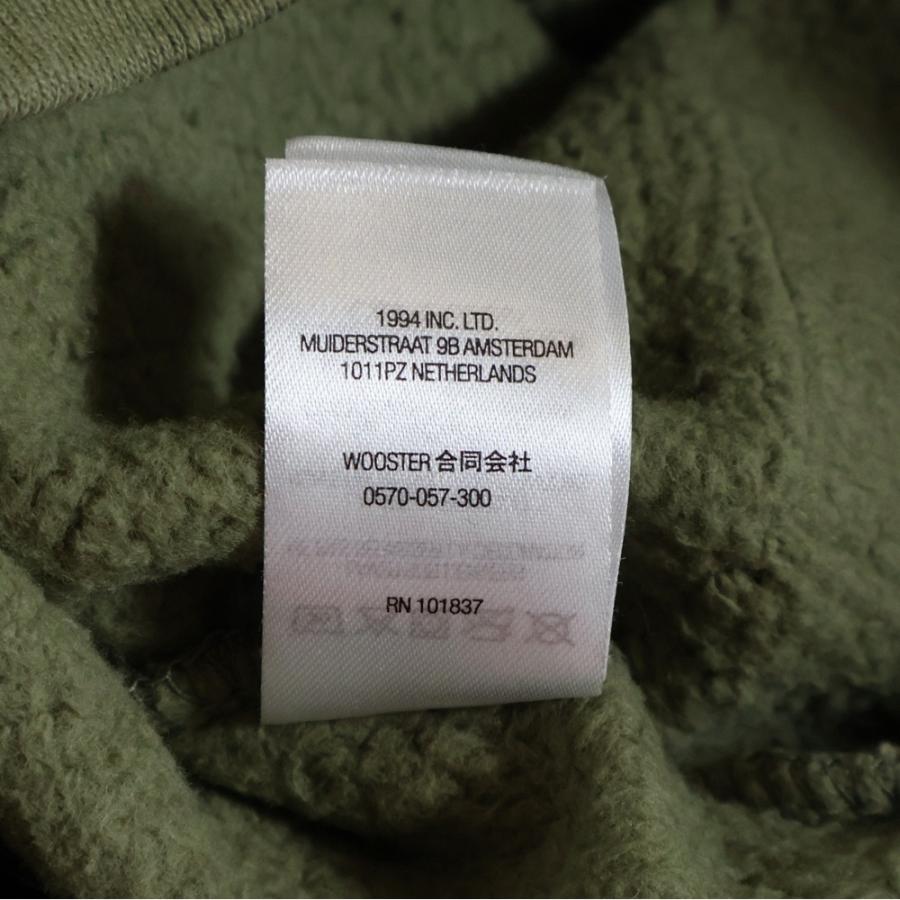 1994 INC. LTD.
MUIDERSTRAAT 9B AMSTERDAM
1011PZ NETHERLANDS
WOOSTER 合同会社
0570-057-300
RN 101837